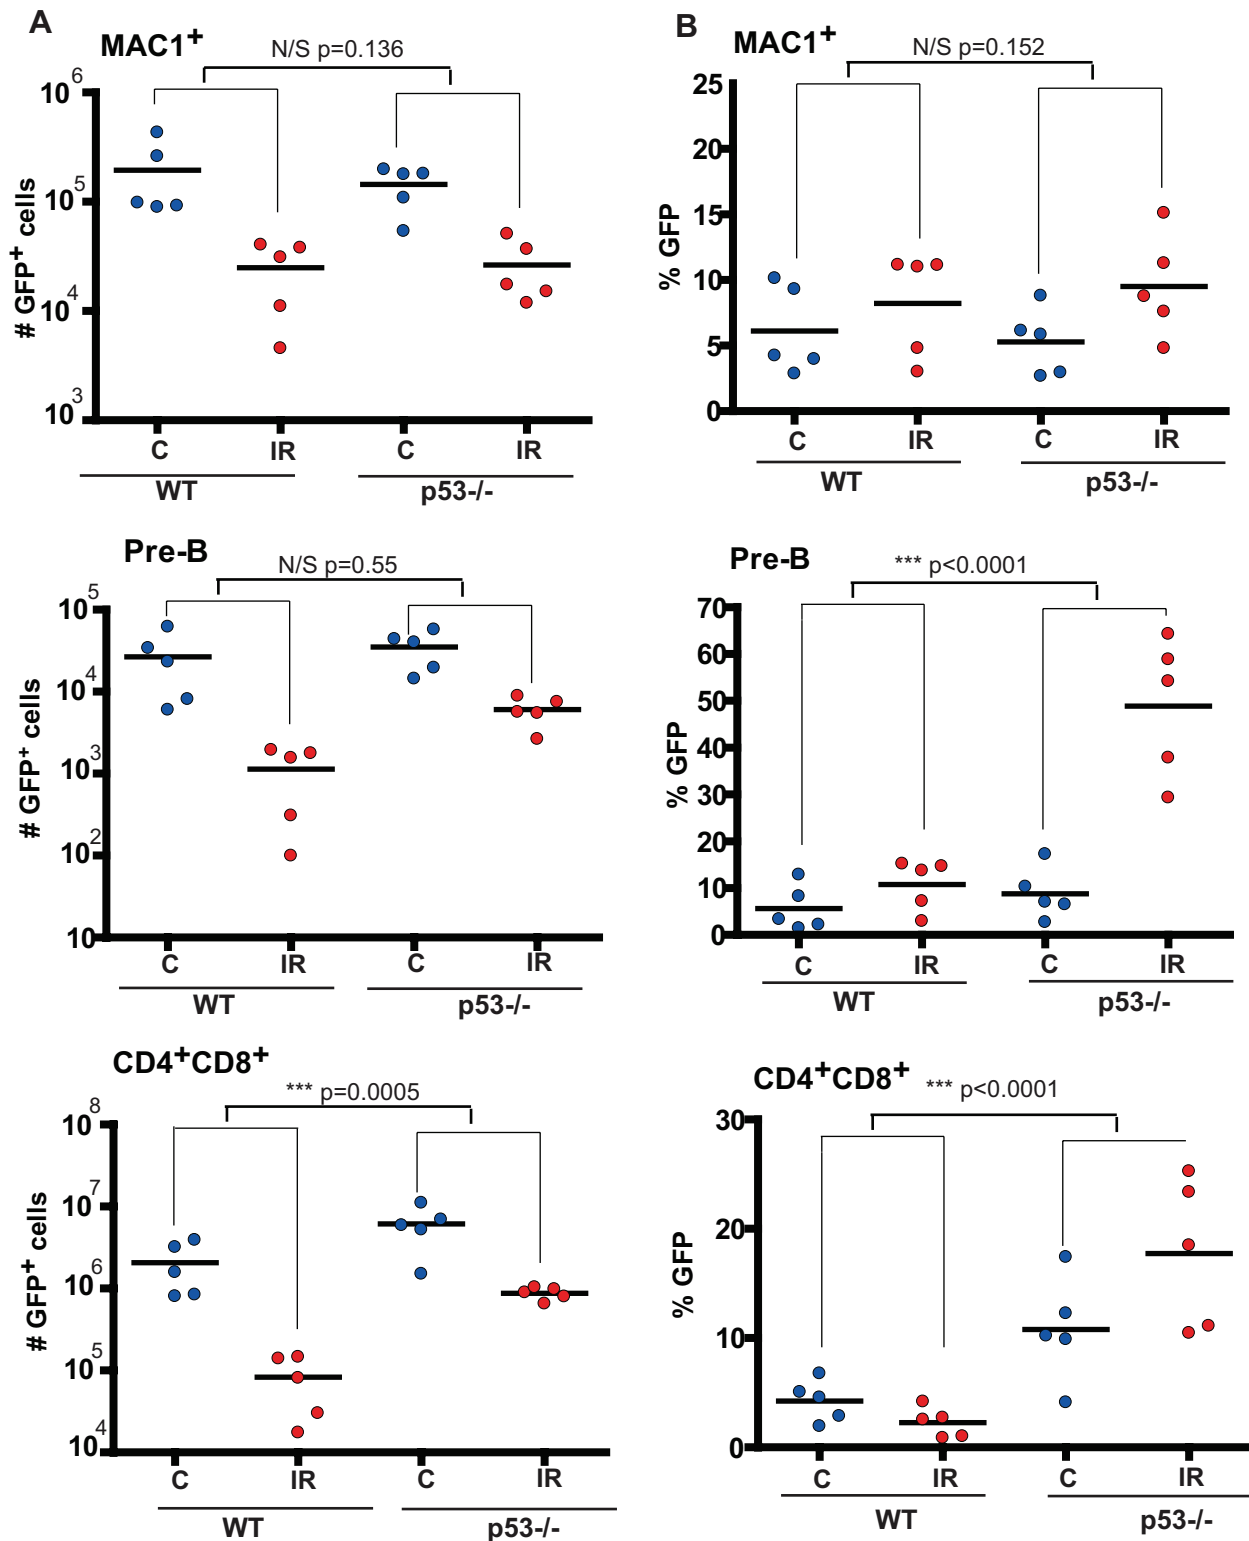 A
MAC1+
N/S p=0.136
# GFP+ cells
10^6
10^5
10^4
10^3
C IR C IR
WT p53-/-
B
MAC1+
N/S p=0.152
% GFP
25
20
15
10
5
0
C IR C IR
WT p53-/-
Pre-B
N/S p=0.55
# GFP+ cells
10^5
10^4
10^3
10^2
10
C IR C IR
WT p53-/-
Pre-B
*** p<0.0001
% GFP
70
60
50
40
30
20
10
0
C IR C IR
WT p53-/-
CD4+CD8+
*** p=0.0005
# GFP+ cells
10^8
10^7
10^6
10^5
10^4
C IR C IR
WT p53-/-
CD4+CD8+
*** p<0.0001
% GFP
30
20
10
0
C IR C IR
WT p53-/-